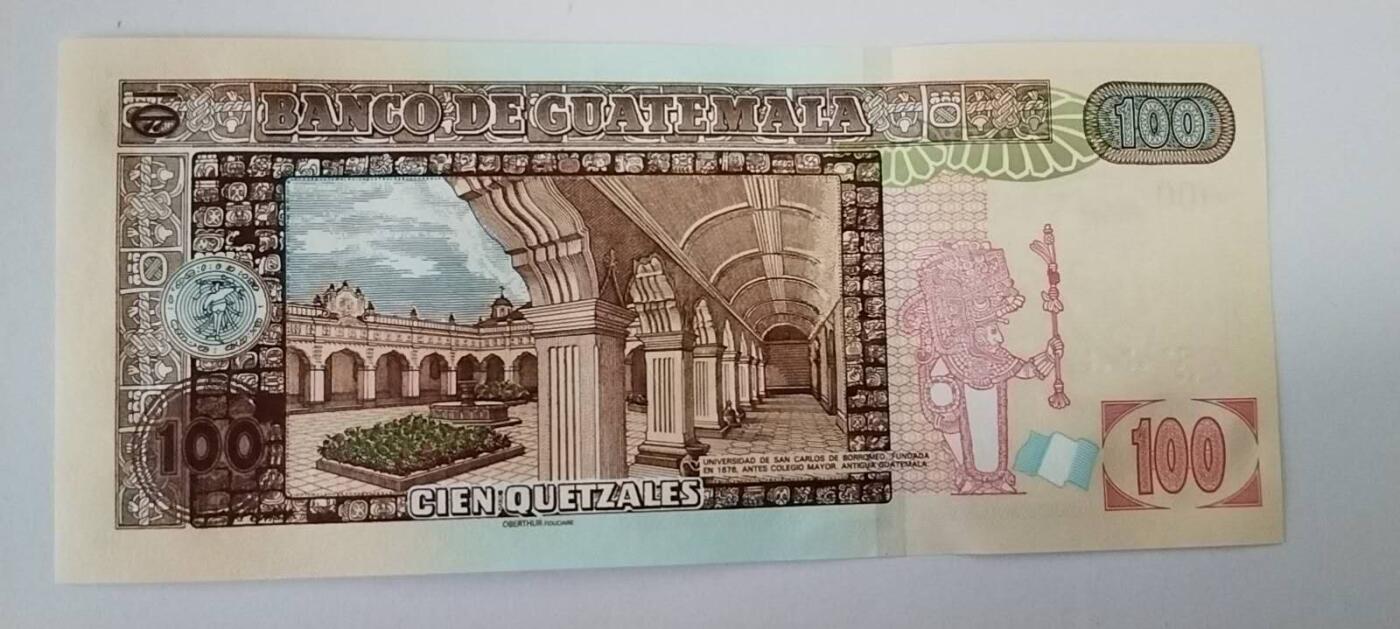 BANCO DE GUATEMALA
100
100
UNIVERSIDAD DE SAN CARLOS DE BORROMEO, FUNDADA
EN 1676, ANTES COLEGIO MAYOR. ANTIGUA GUATEMALA.
100
CIEN QUETZALES
OBERTHUR FIDUCIAIRE